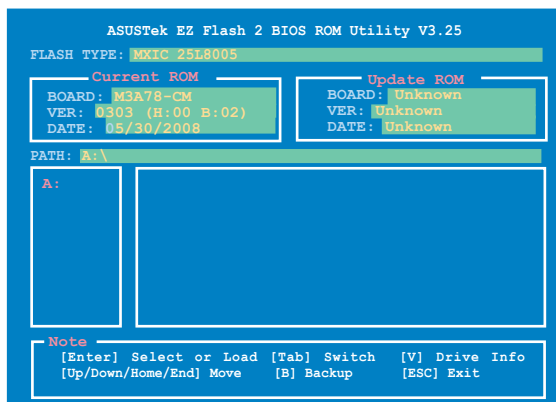 ASUSTek EZ Flash 2 BIOS ROM Utility V3.25
FLASH TYPE: MXIC 25L8005
Current ROM
BOARD: M3A78-CM
VER: 0303 (H:00 B:02)
DATE: 05/30/2008
Update ROM
BOARD: Unknown
VER: Unknown
DATE: Unknown
PATH: A:\
A:
Note
[Enter] Select or Load [Tab] Switch [V] Drive Info
[Up/Down/Home/End] Move [B] Backup [ESC] Exit